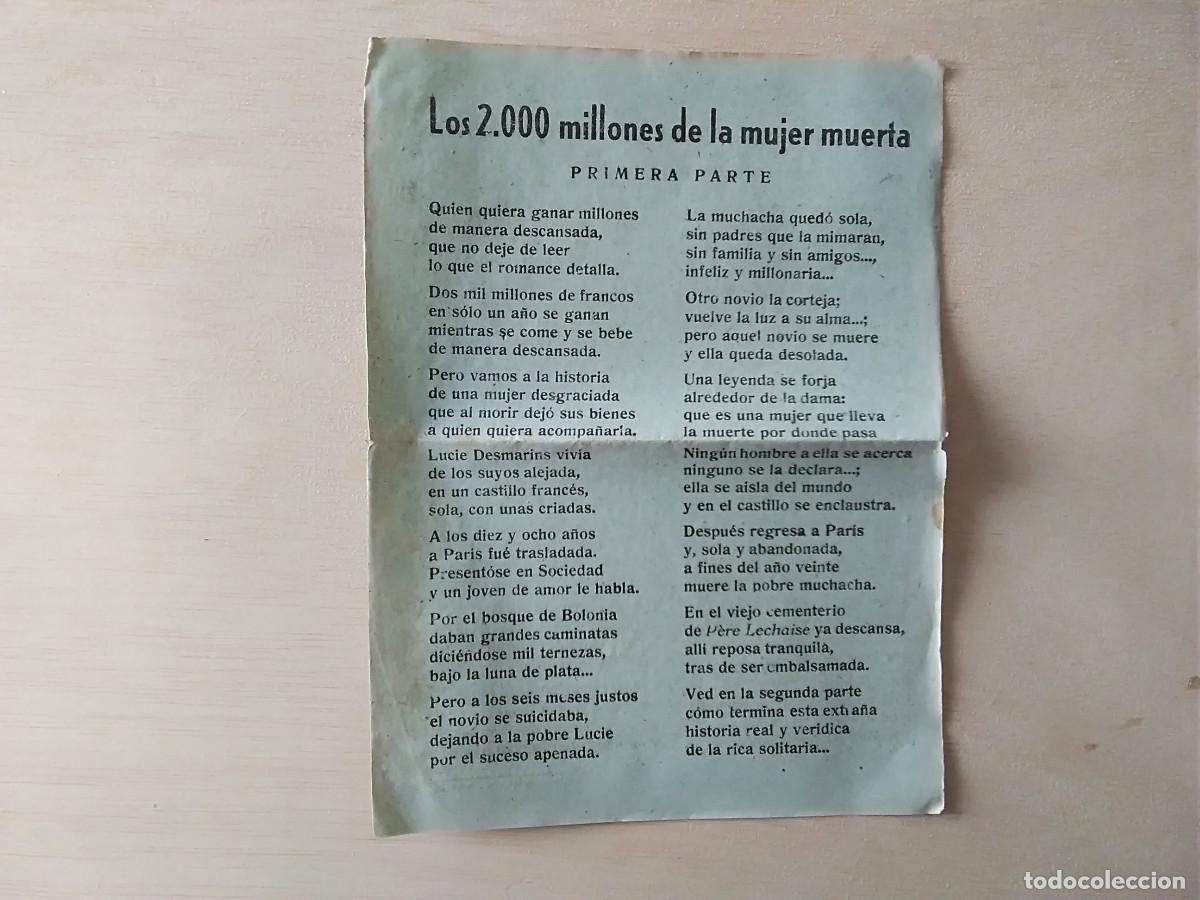 Los 2.000 millones de la mujer muerta
PRIMERA PARTE
Quien quiera ganar millones
de manera descansada,
que no deje de leer
lo que el romance detalla.
Dos mil millones de francos
en sólo un año se ganan
mientras se come y se bebe
de manera descansada.
Pero vamos a la historia
de una mujer desgraciada
que al morir dejó sus bienes
a quien quiera acompañarla.
Lucie Desmarins vivía
de los suyos alejada,
en un castillo francés,
sola, con unas criadas.
A los diez y ocho años
a París fué trasladada.
Presentóse en Sociedad
y un joven de amor le habla.
Por el bosque de Bolonia
daban grandes caminatas
diciéndose mil ternezas,
bajo la luna de plata...
Pero a los seis meses justos
el novio se suicidaba,
dejando a la pobre Lucie
por el suceso apenada.
La muchacha quedó sola,
sin padres que la mimaran,
sin familia y sin amigos...,
infeliz y millonaria...
Otro novio la corteja;
vuelve la luz a su alma...;
pero aquel novio se muere
y ella queda desolada.
Una leyenda se forja
alrededor de la dama:
que es una mujer que lleva
la muerte por donde pasa
Ningún hombre a ella se acerca
ninguno se la declara...;
ella se aisla del mundo
y en el castillo se enclaustra.
Después regresa a París
y, sola y abandonada,
a fines del año veinte
muere la pobre muchacha.
En el viejo cementerio
de Père Lechaise ya descansa,
allí reposa tranquila,
tras de ser embalsamada.
Ved en la segunda parte
cómo termina esta extraña
historia real y verídica
de la rica solitaria...
todocoleccion